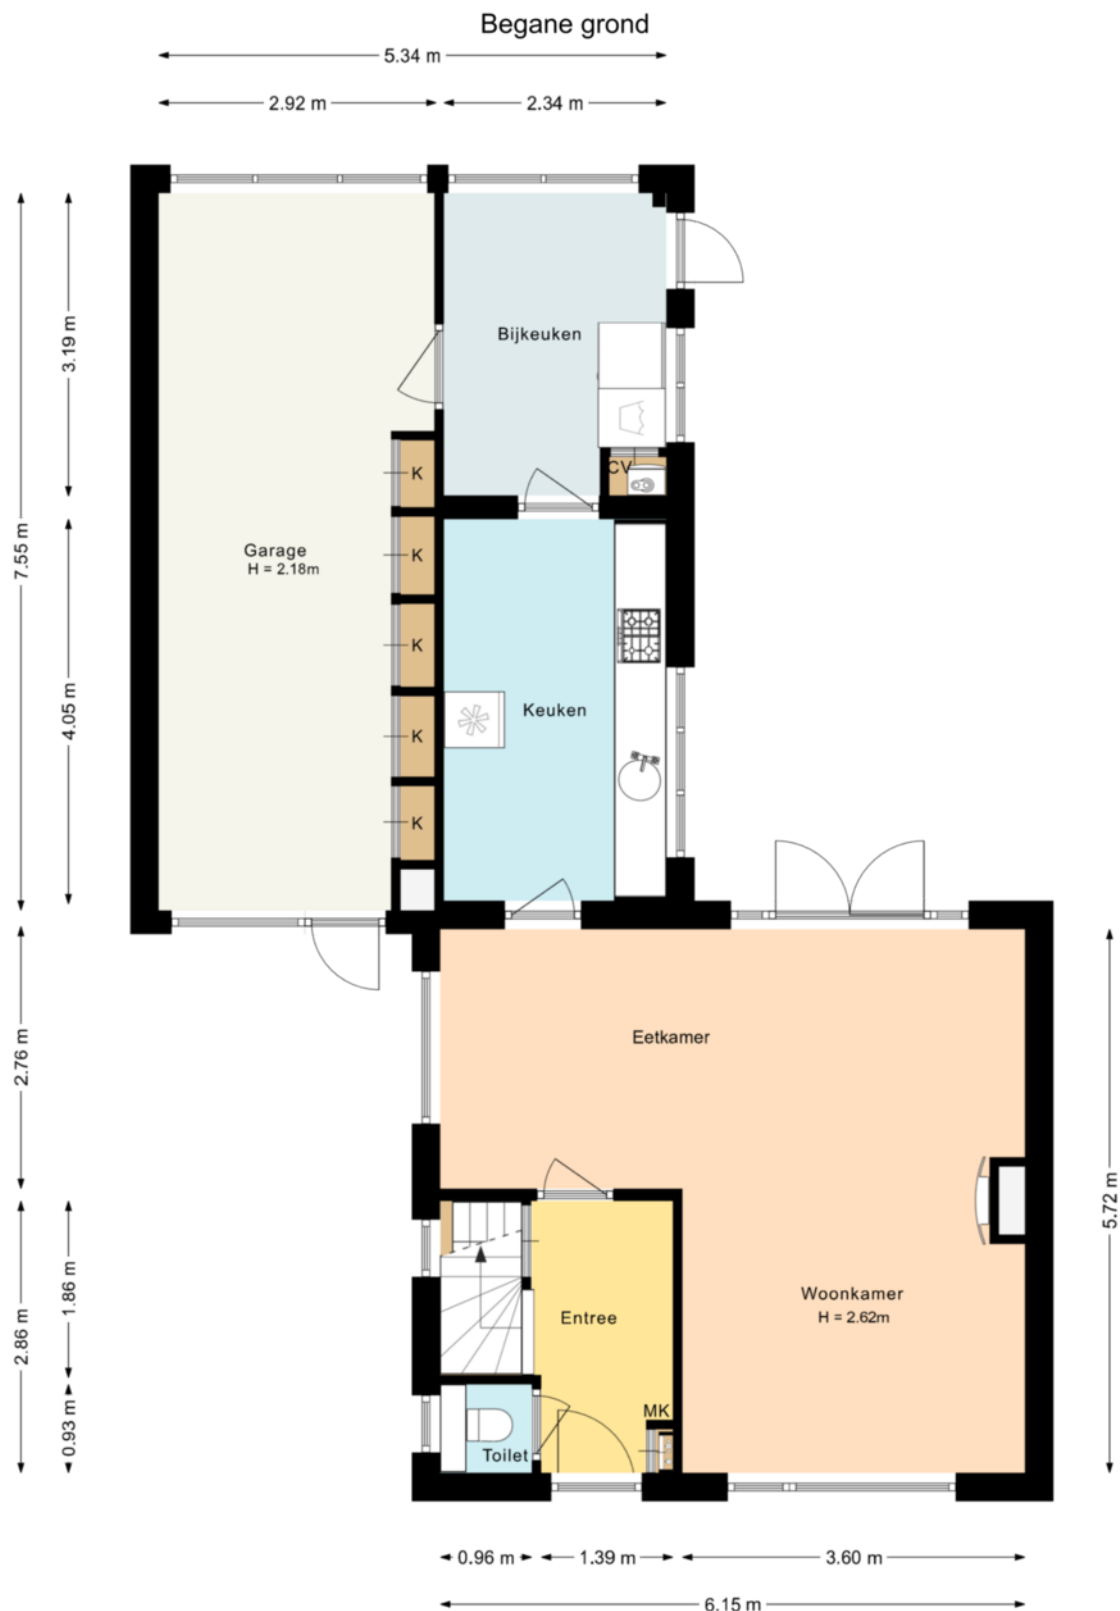 Begane grond
5.34 m
2.92 m
2.34 m
3.19 m
7.55 m
4.05 m
Bijkeuken
CV
K
K
K
K
K
Garage
H = 2.18m
Keuken
2.76 m
Eetkamer
5.72 m
1.86 m
2.86 m
0.93 m
Entree
Woonkamer
H = 2.62m
MK
Toilet
0.96 m
1.39 m
3.60 m
6.15 m